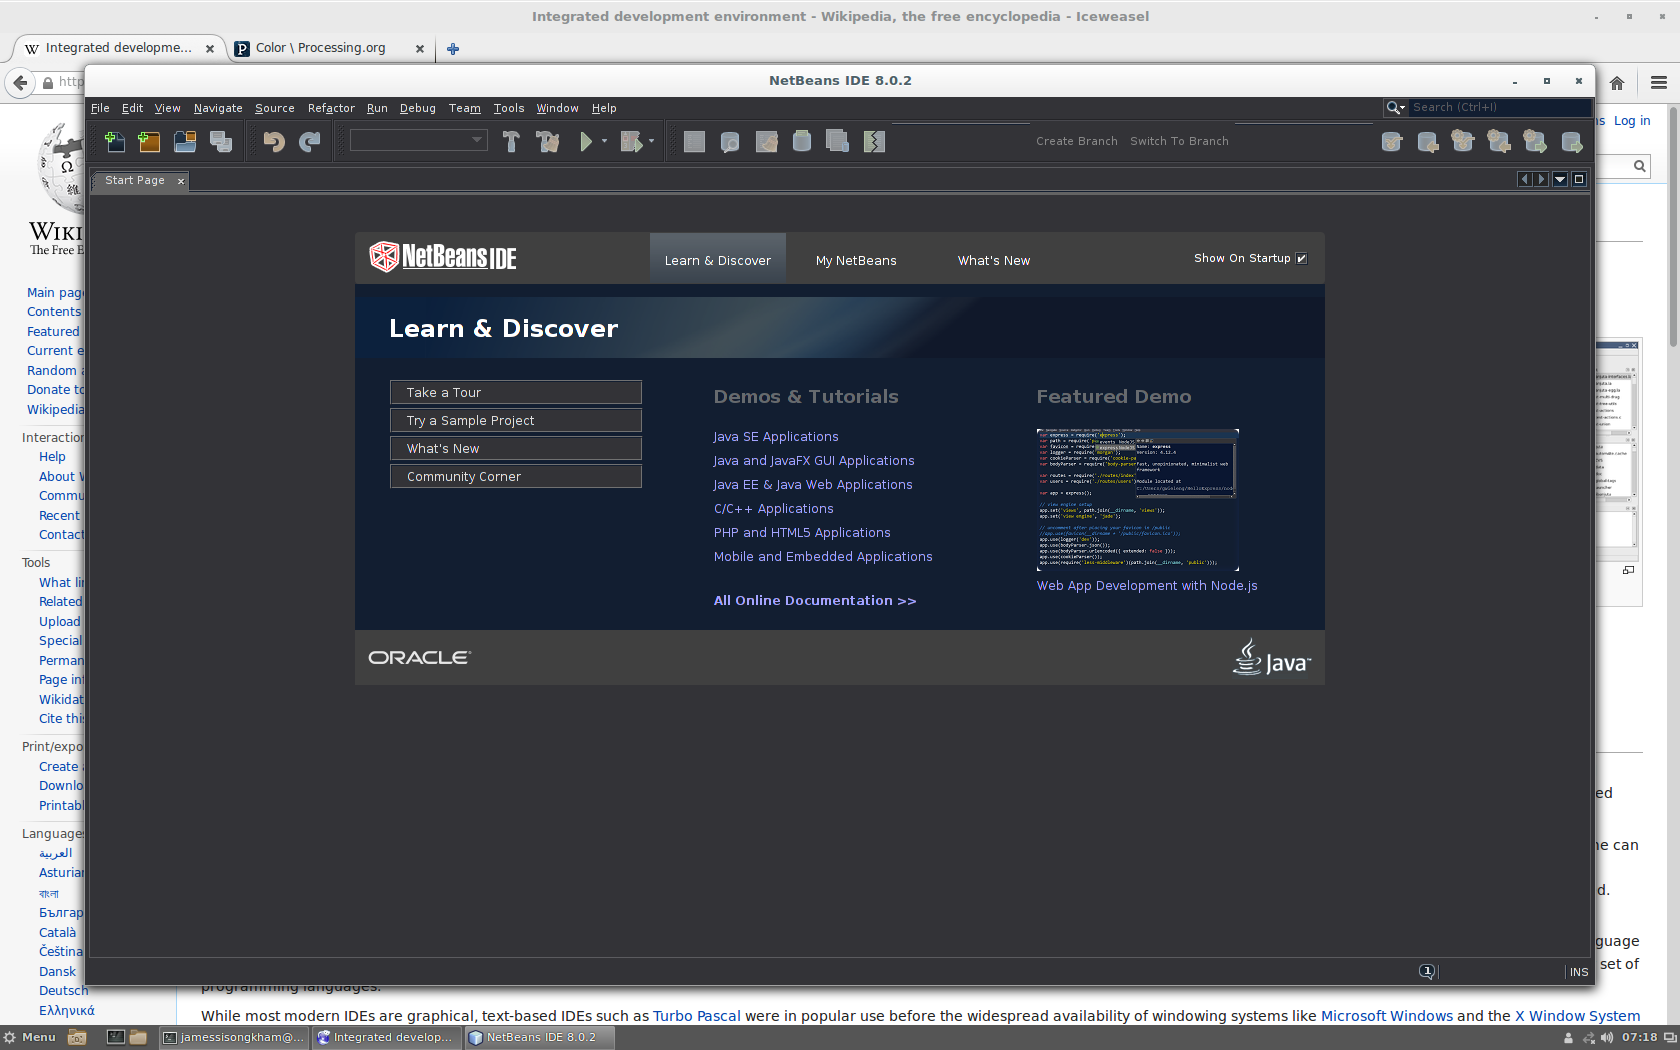 Integrated development environment - Wikipedia, the free encyclopedia - Iceweasel
Integrated developme...
Color \ Processing.org
http
NetBeans IDE 8.0.2
File Edit View Navigate Source Refactor Run Debug Team Tools Window Help
Search (Ctrl+I)
Log in
Create Branch Switch To Branch
Start Page
WIKI
The Free E
NetBeans IDE
Learn & Discover
My NetBeans
What's New
Show On Startup
Learn & Discover
Take a Tour
Try a Sample Project
What's New
Community Corner
Demos & Tutorials
Java SE Applications
Java and JavaFX GUI Applications
Java EE & Java Web Applications
C/C++ Applications
PHP and HTML5 Applications
Mobile and Embedded Applications
All Online Documentation >>
Featured Demo
Web App Development with Node.js
ORACLE
Java
Main pag
Contents
Featured
Current e
Random a
Donate to
Wikipedia
Interaction
Help
About W
Commu
Recent
Contact
Tools
What lin
Related
Upload
Special
Perman
Page inf
Wikidat
Cite this
Print/expo
Create a
Downlo
Printabl
Languages
العربية
Asturian
বাংলা
Българ
Català
Čeština
Dansk
Deutsch
Ελληνικά
ed
ne can
d.
guage
set of
1
INS
programming languages.
While most modern IDEs are graphical, text-based IDEs such as Turbo Pascal were in popular use before the widespread availability of windowing systems like Microsoft Windows and the X Window System
Menu
jamessisongkham@...
Integrated develop...
NetBeans IDE 8.0.2
07:18